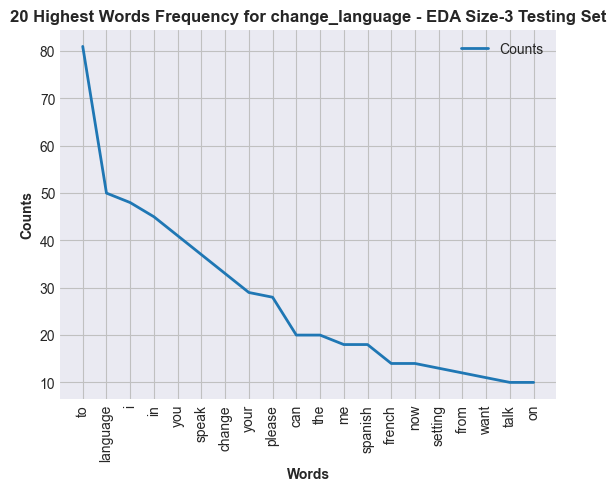 20 Highest Words Frequency for change_language - EDA Size-3 Testing Set
Counts
80
70
60
50
40
30
20
10
Counts
to
language
i
in
you
speak
change
your
please
can
the
me
spanish
french
now
setting
from
want
talk
on
Words